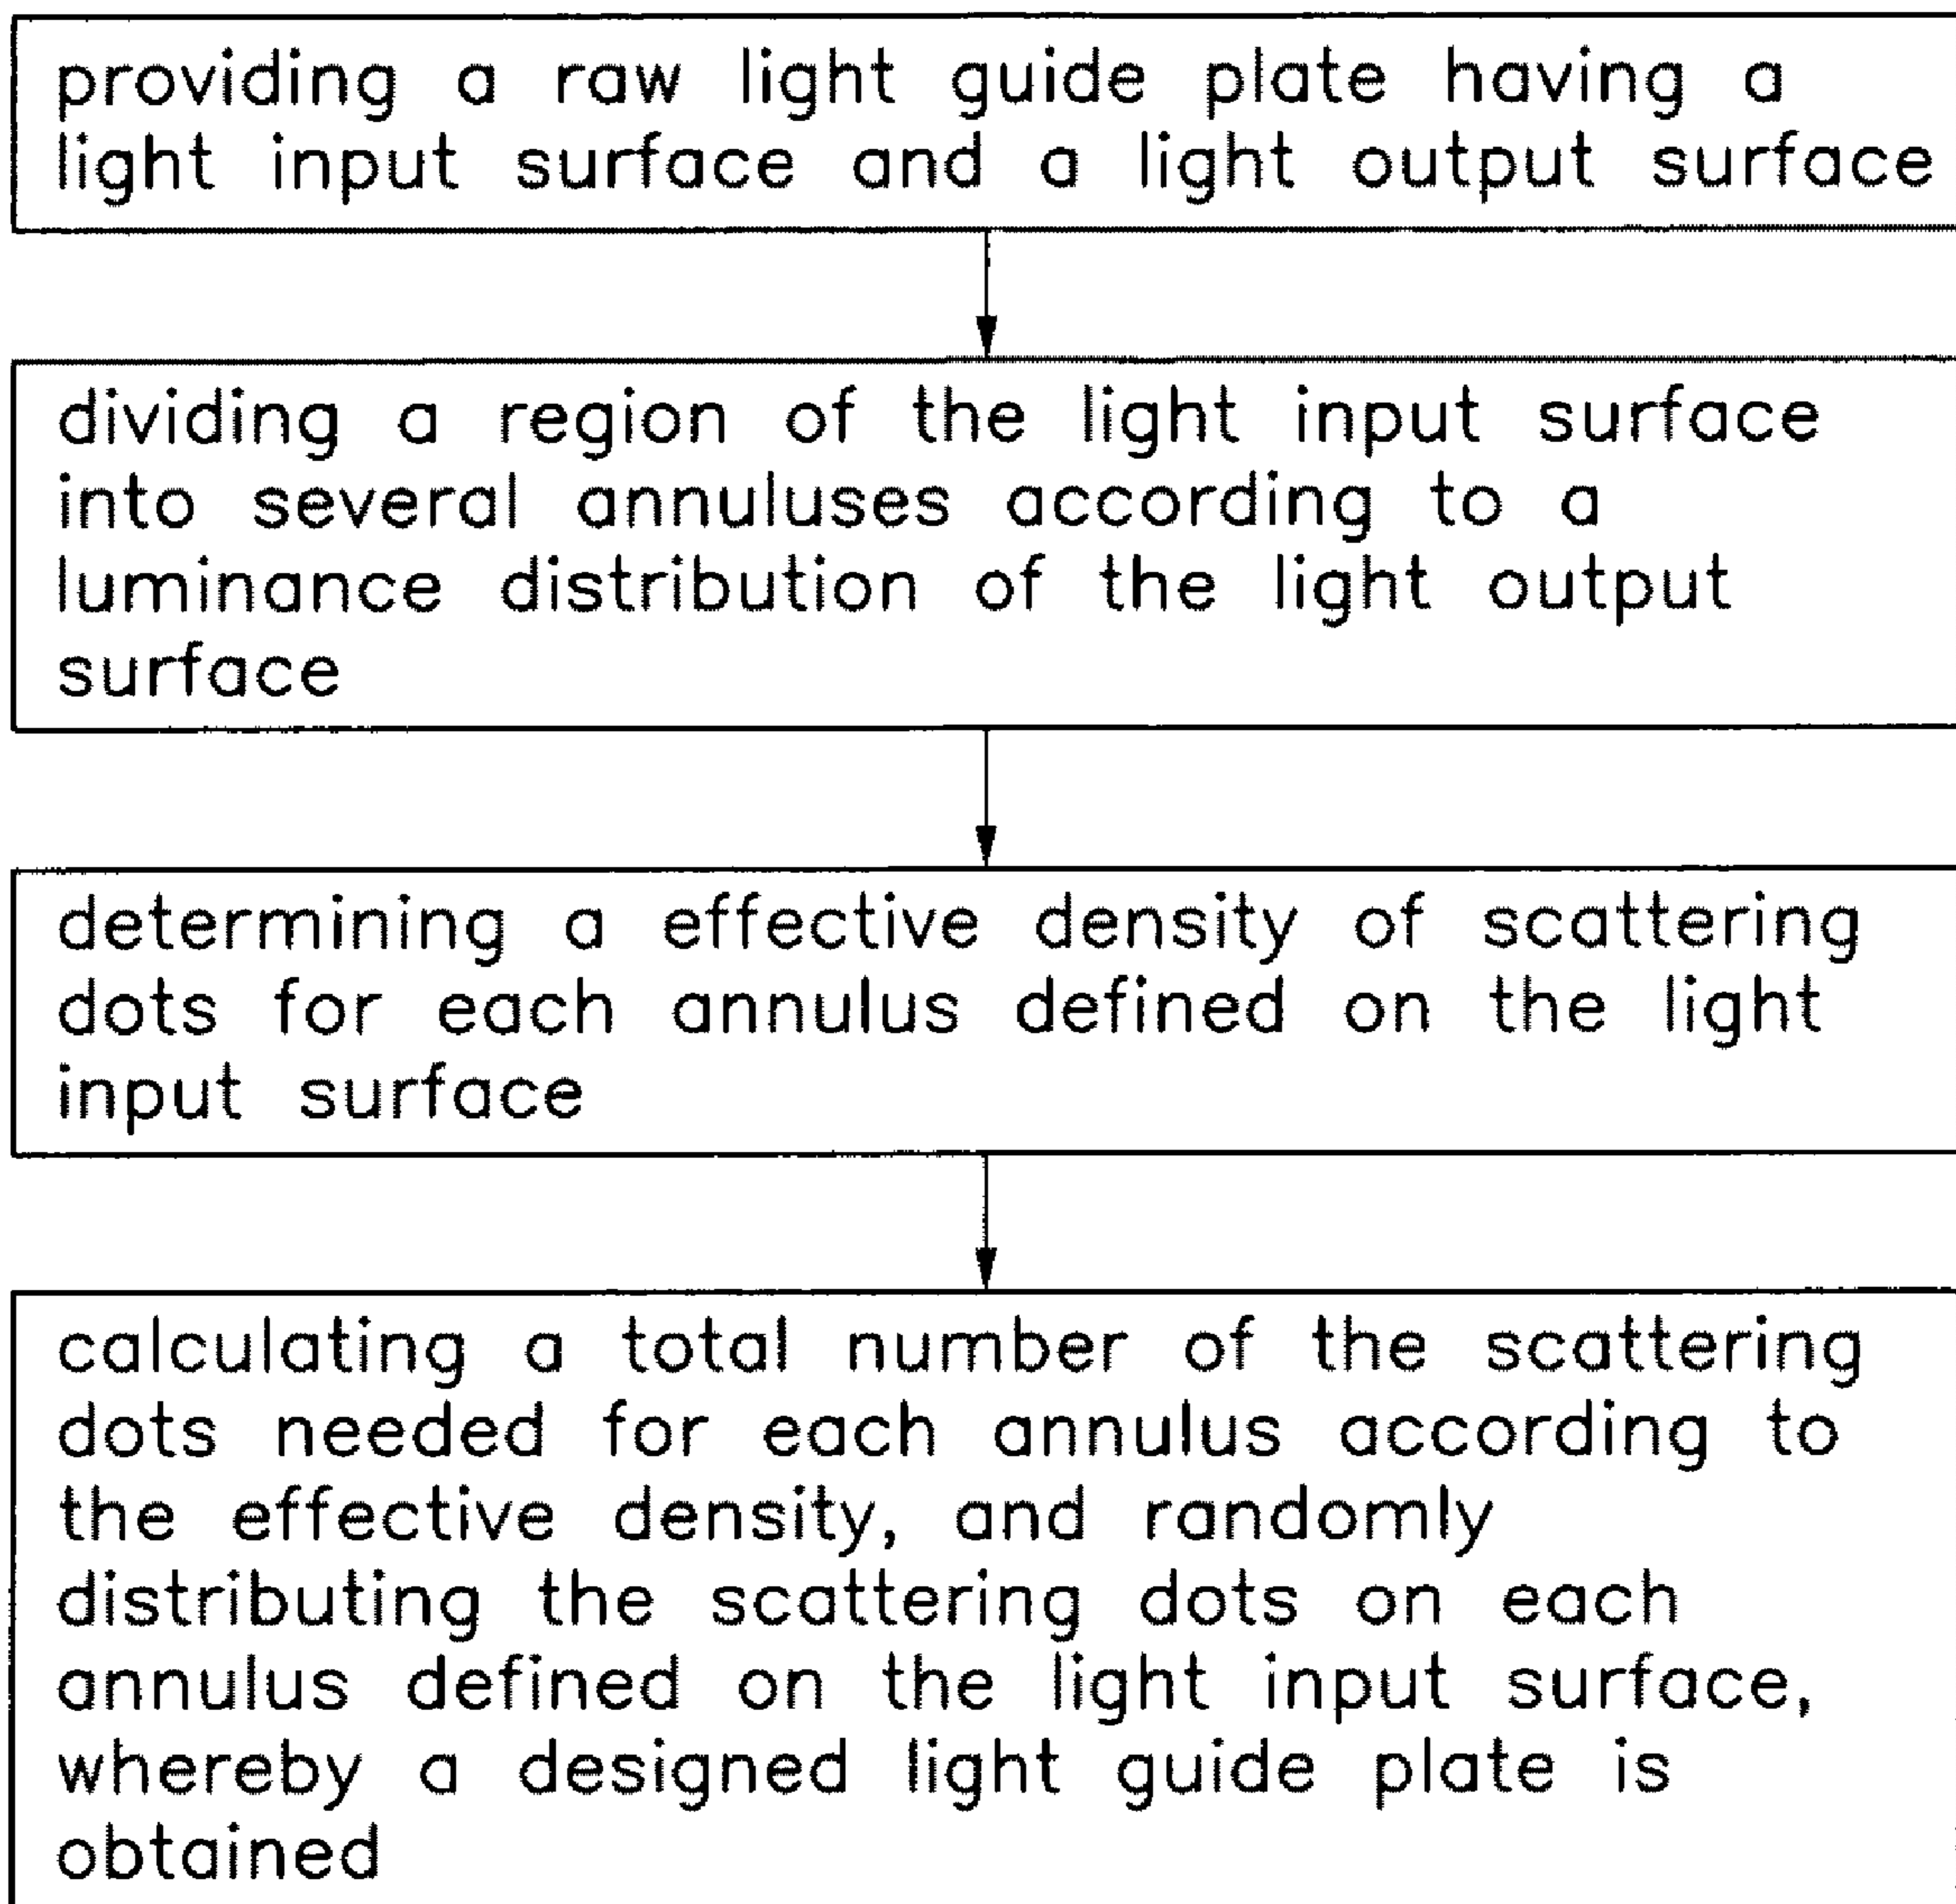 providing a raw light guide plate having a
light input surface and a light output surface
dividing a region of the light input surface
into several annuluses according to a
luminance distribution of the light output
surface
determining a effective density of scattering
dots for each annulus defined on the light
input surface
calculating a total number of the scattering
dots needed for each annulus according to
the effective density, and randomly
distributing the scattering dots on each
annulus defined on the light input surface,
whereby a designed light guide plate is
obtained